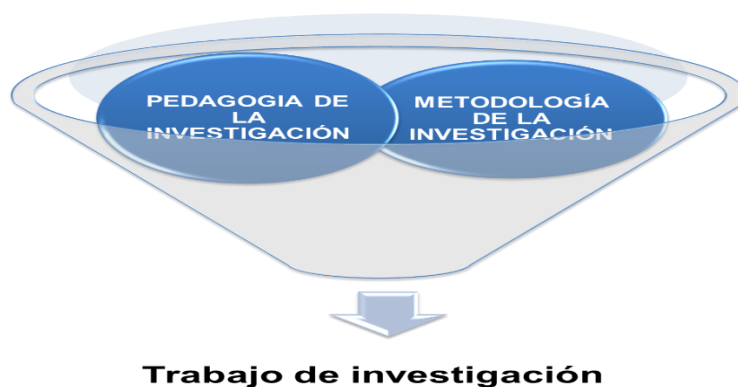 PEDAGOGIA DE
LA
INVESTIGACIÓN
METODOLOGÍA
DE LA
INVESTIGACIÓN
Trabajo de investigación